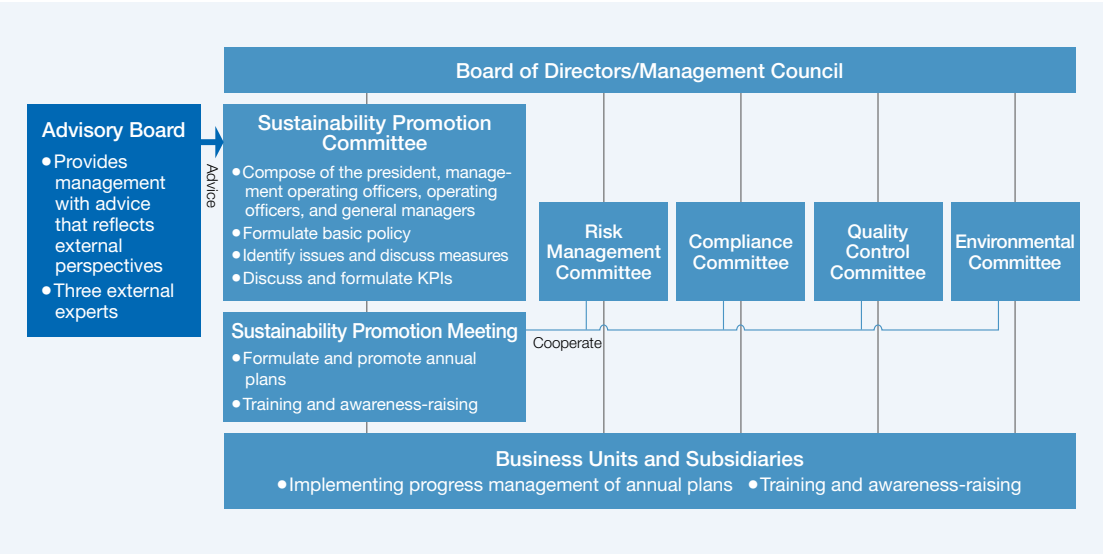 Board of Directors/Management Council
Advisory Board
●Provides
management
with advice
that reflects
external
perspectives
●Three external
experts
Advice
Sustainability Promotion
Committee
●Compose of the president, manage-
ment operating officers, operating
officers, and general managers
●Formulate basic policy
●Identify issues and discuss measures
●Discuss and formulate KPIs
Risk
Management
Committee
Compliance
Committee
Quality
Control
Committee
Environmental
Committee
Sustainability Promotion Meeting
●Formulate and promote annual
plans
●Training and awareness-raising
Cooperate
Business Units and Subsidiaries
●Implementing progress management of annual plans ●Training and awareness-raising